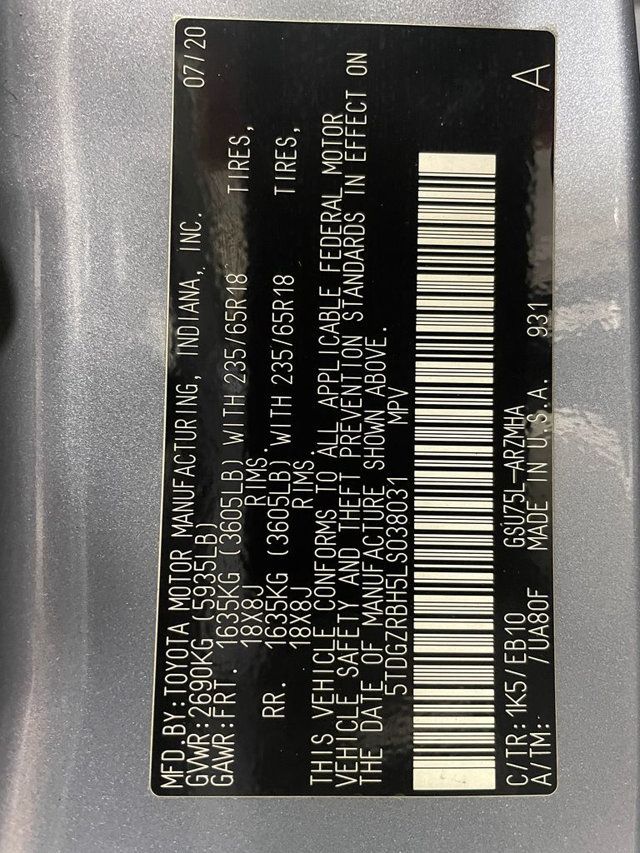 MFD.BY:TOYOTA MOTOR MANUFACTURING, INDIANA, INC. 07/20
GVWR:2690KG (5935LB)
GAWR:FRT. 1635KG (3605LB) WITH 235/65R18 TIRES,
18X8J RIMS.
RR. 1635KG (3605LB) WITH 235/65R18 TIRES,
18X8J RIMS.
THIS VEHICLE CONFORMS TO ALL APPLICABLE FEDERAL MOTOR
VEHICLE SAFETY AND THEFT PREVENTION STANDARDS IN EFFECT ON
THE DATE OF MANUFACTURE SHOWN ABOVE.
5TDGZRBH5LS038031 MPV
C/TR:1K5/EB10 GSU75L-ARZMHA
A/TM: /UA80F MADE IN U.S.A. 931 A